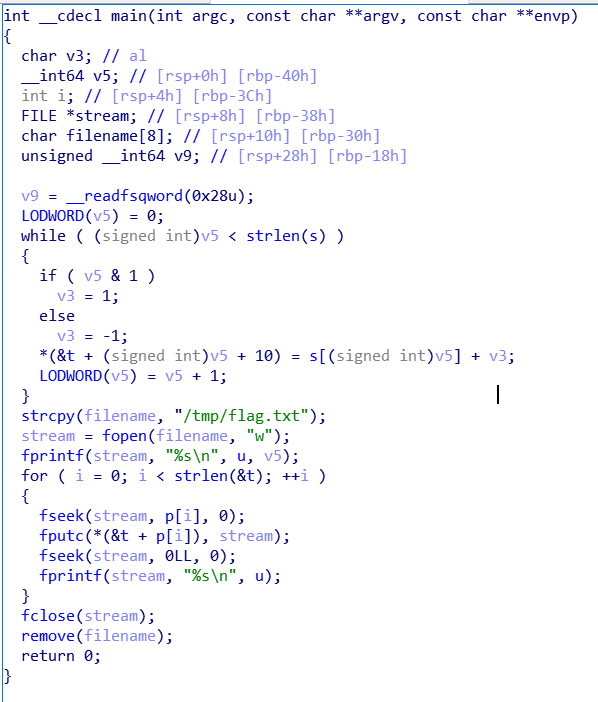 int __cdecl main(int argc, const char **argv, const char **envp)
{
  char v3; // al
  __int64 v5; // [rsp+0h] [rbp-40h]
  int i; // [rsp+4h] [rbp-3Ch]
  FILE *stream; // [rsp+8h] [rbp-38h]
  char filename[8]; // [rsp+10h] [rbp-30h]
  unsigned __int64 v9; // [rsp+28h] [rbp-18h]

  v9 = __readfsqword(0x28u);
  LODWORD(v5) = 0;
  while ( (signed int)v5 < strlen(s) )
  {
    if ( v5 & 1 )
      v3 = 1;
    else
      v3 = -1;
    *(&t + (signed int)v5 + 10) = s[(signed int)v5] + v3;
    LODWORD(v5) = v5 + 1;
  }
  strcpy(filename, "/tmp/flag.txt");
  stream = fopen(filename, "w");
  fprintf(stream, "%s\n", u, v5);
  for ( i = 0; i < strlen(&t); ++i )
  {
    fseek(stream, p[i], 0);
    fputc(*(&t + p[i]), stream);
    fseek(stream, 0LL, 0);
    fprintf(stream, "%s\n", u);
  }
  fclose(stream);
  remove(filename);
  return 0;
}